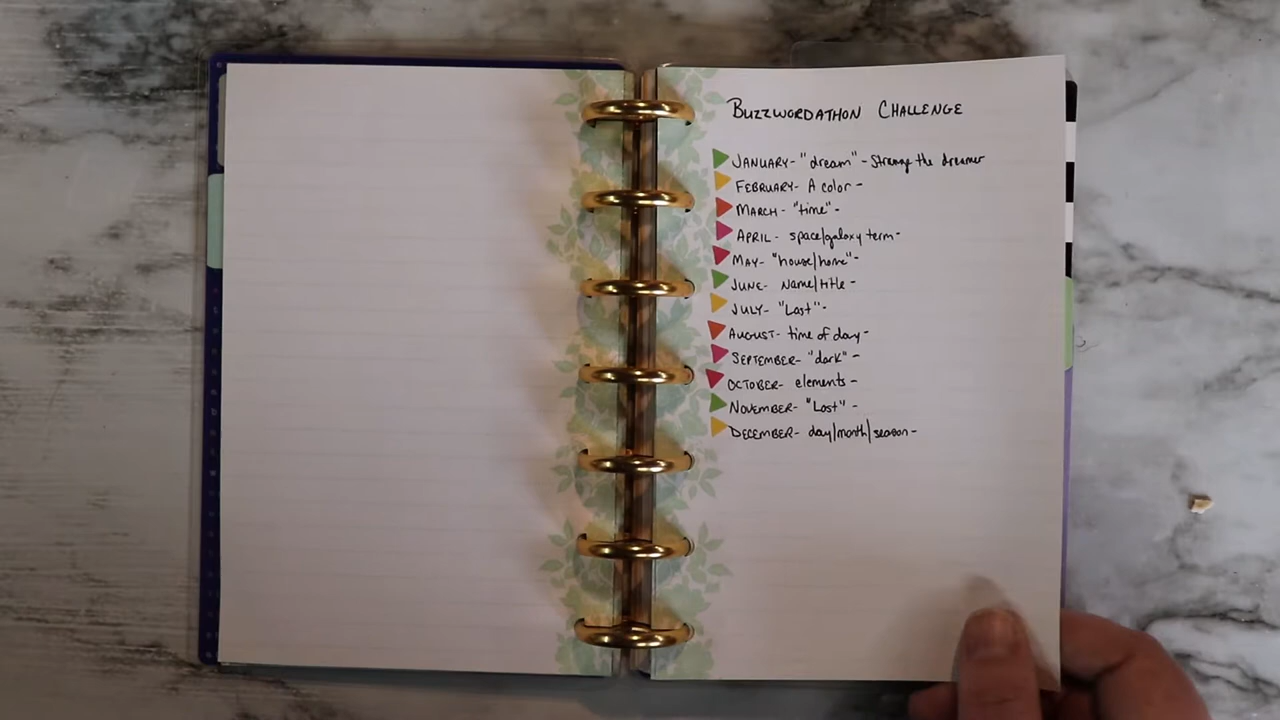 BUZZWORDATHON CHALLENGE
JANUARY- "dream" - Strange the dreamer
FEBRUARY- A color -
MARCH- "time" -
APRIL- space/galaxy term-
MAY- "house/home"-
JUNE- Name/title -
JULY- "Lost"-
AUGUST- time of day-
SEPTEMBER- "dark" -
OCTOBER- elements -
NOVEMBER- "Lost" -
DECEMBER- day/month/season-